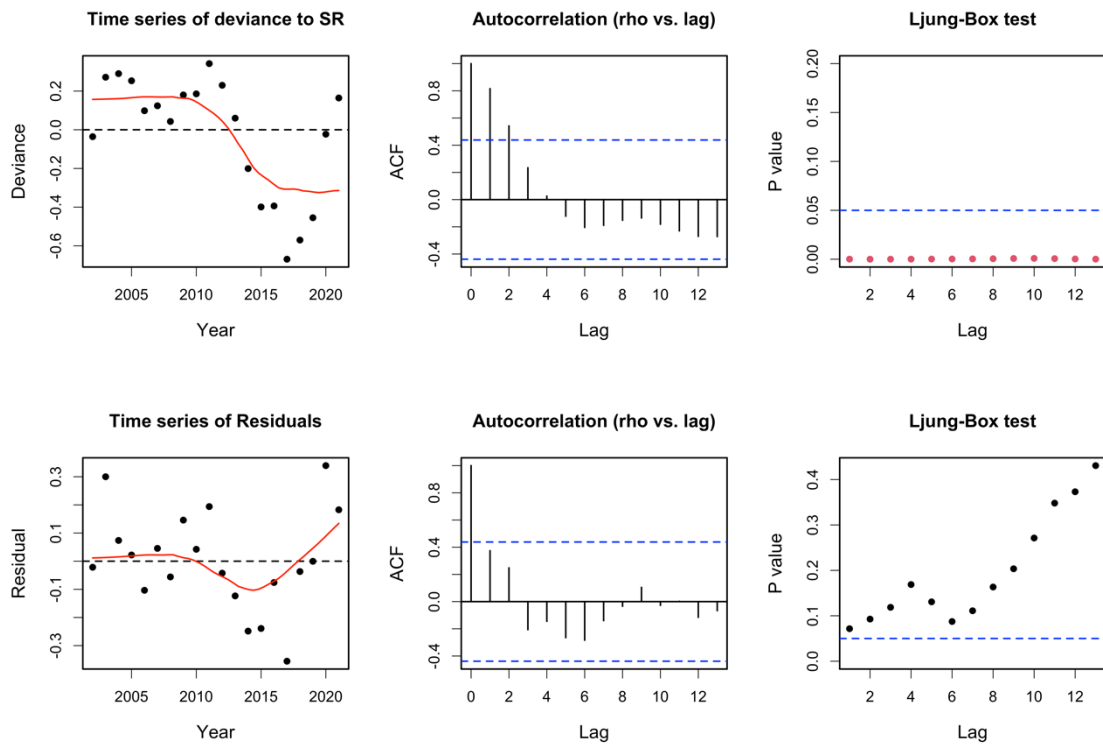 Time series of deviance to SR
Deviance
-0.6 -0.4 -0.2 0.0 0.2
2005 2010 2015 2020
Year
Autocorrelation (rho vs. lag)
ACF
-0.4 0.0 0.4 0.8
0 2 4 6 8 10 12
Lag
Ljung-Box test
P value
0.00 0.05 0.10 0.15 0.20
2 4 6 8 10 12
Lag
Time series of Residuals
Residual
-0.3 -0.1 0.1 0.3
2005 2010 2015 2020
Year
Autocorrelation (rho vs. lag)
ACF
-0.4 0.0 0.4 0.8
0 2 4 6 8 10 12
Lag
Ljung-Box test
P value
0.0 0.1 0.2 0.3 0.4
2 4 6 8 10 12
Lag